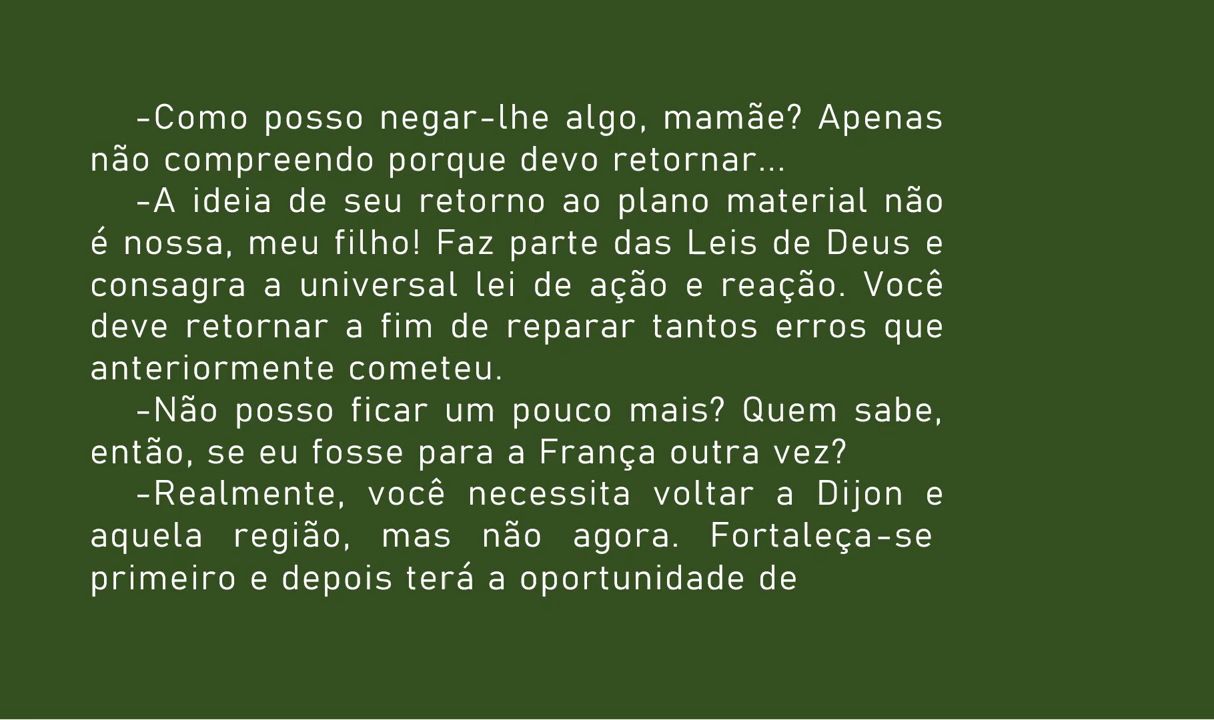 -Como posso negar-lhe algo, mamãe? Apenas
não compreendo porque devo retornar...
-A ideia de seu retorno ao plano material não
é nossa, meu filho! Faz parte das Leis de Deus e
consagra a universal lei de ação e reação. Você
deve retornar a fim de reparar tantos erros que
anteriormente cometeu.
-Não posso ficar um pouco mais? Quem sabe,
então, se eu fosse para a França outra vez?
-Realmente, você necessita voltar a Dijon e
aquela região, mas não agora. Fortaleça-se
primeiro e depois terá a oportunidade de